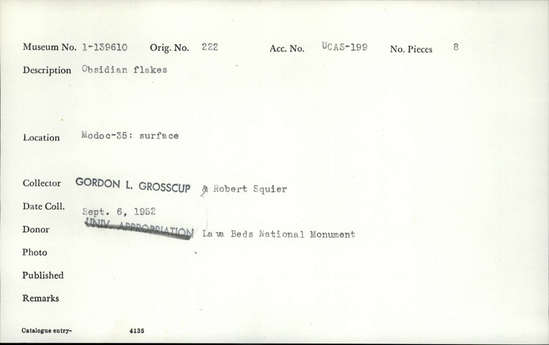 Museum No. 1-139610 Orig. No. 222 Acc. No. UCAS-199 No. Pieces 8
Description Obsidian flakes
Location Modoc-35: surface
Collector GORDON L. GROSSCUP & Robert Squier
Date Coll. Sept. 6, 1952
Donor UNIV. APPROPRIATION Lava Beds National Monument
Photo
Published
Remarks
Catalogue entry- 4135